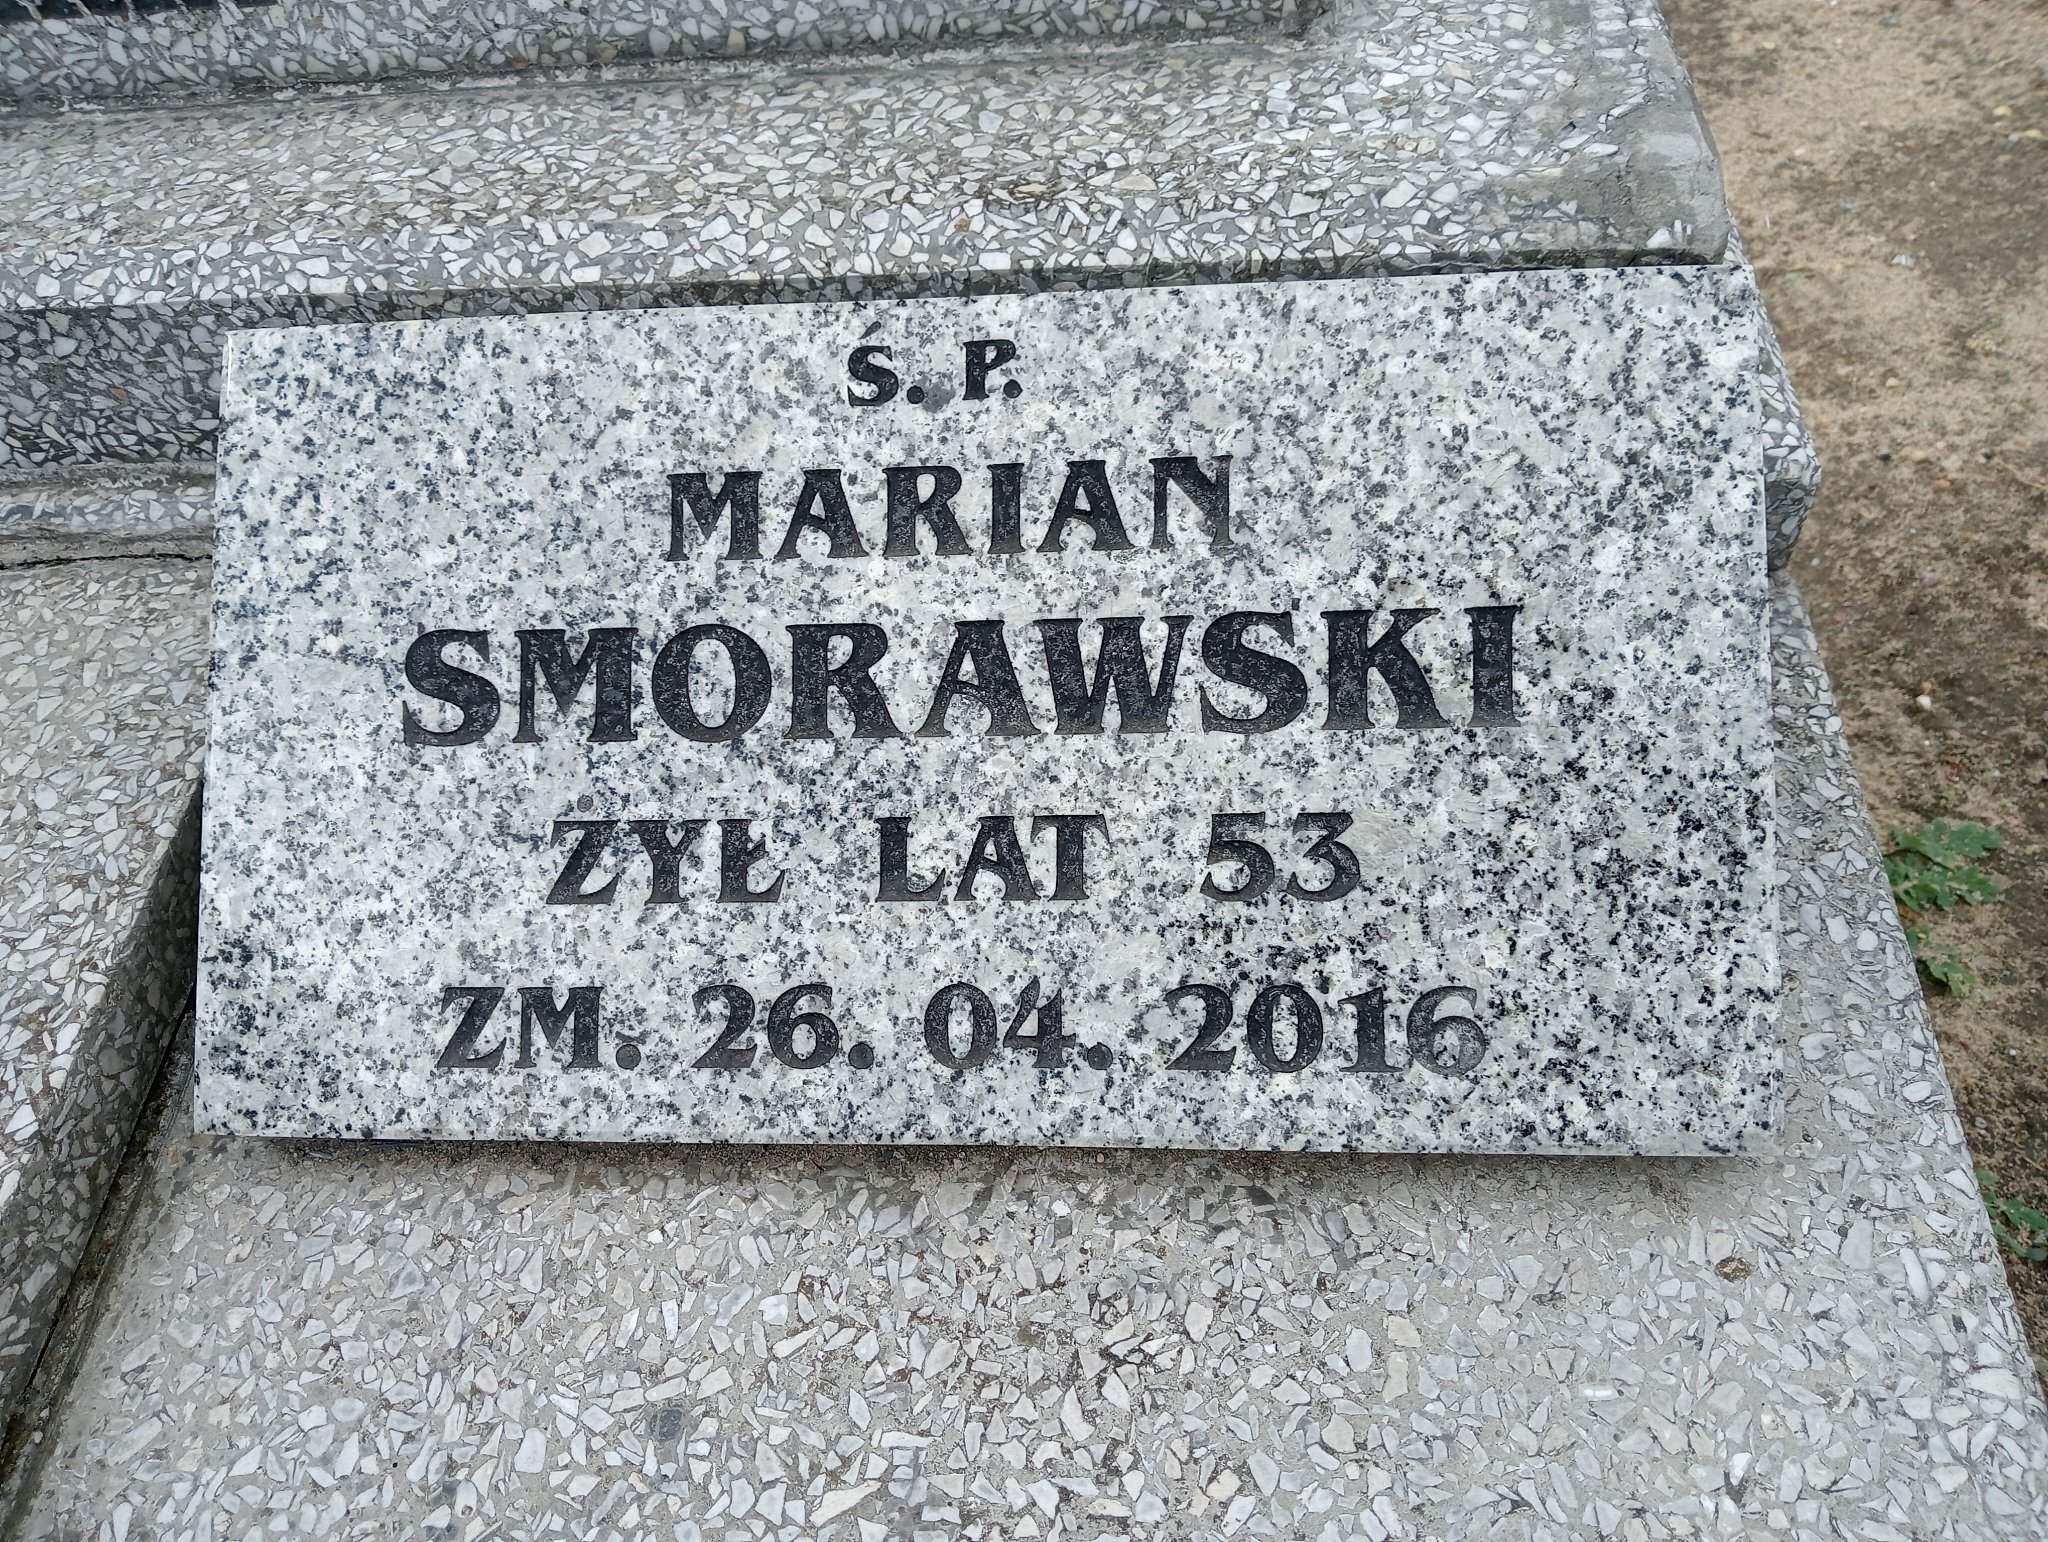 Ś. P.
MARIAN
SMORAWSKI
ŻYŁ LAT 53
ZM. 26. 04. 2016